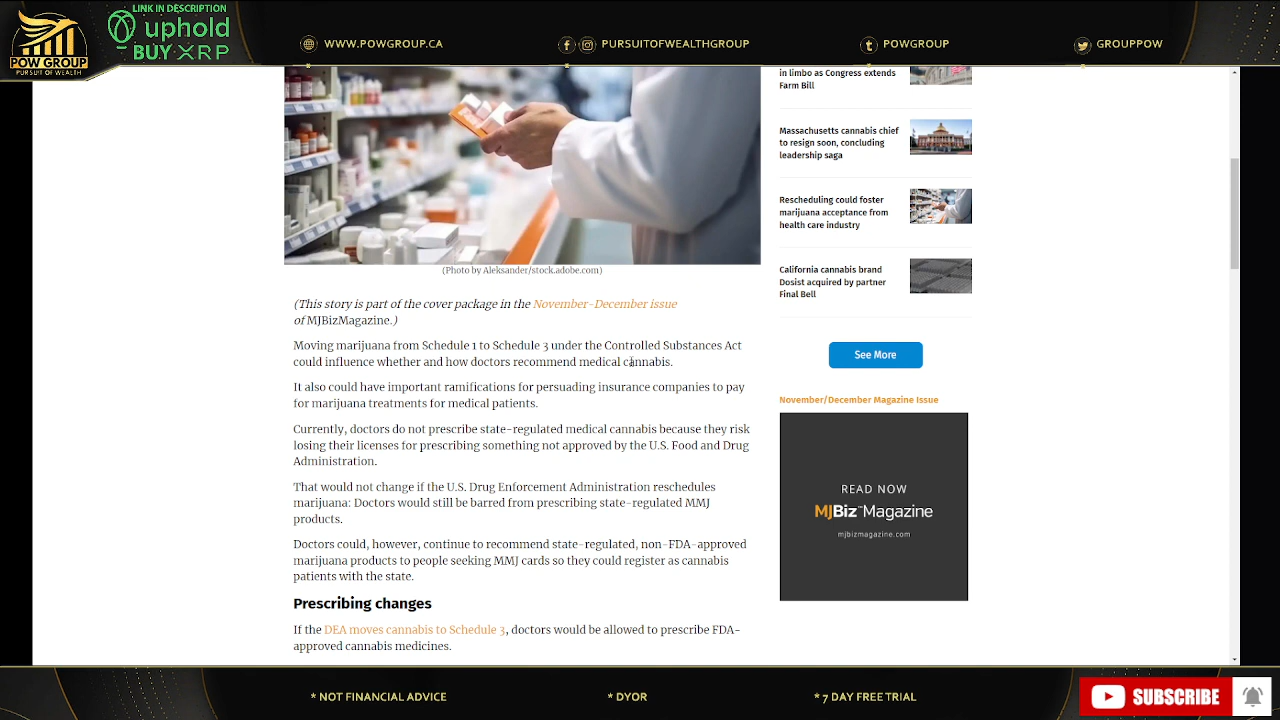 LINK IN DESCRIPTION
uphold
BUY XRP
POW GROUP
PURSUIT OF WEALTH
WWW.POWGROUP.CA
PURSUITOFWEALTHGROUP
POWGROUP
GROUPPOW
(Photo by Aleksander/stock.adobe.com)
(This story is part of the cover package in the November-December issue
of MJBizMagazine.)
Moving marijuana from Schedule 1 to Schedule 3 under the Controlled Substances Act
could influence whether and how doctors recommend medical cannabis.
It also could have important ramifications for persuading insurance companies to pay
for marijuana treatments for medical patients.
Currently, doctors do not prescribe state-regulated medical cannabis because they risk
losing their licenses for prescribing something not approved by the U.S. Food and Drug
Administration.
That would not change if the U.S. Drug Enforcement Administration reschedules
marijuana: Doctors would still be barred from prescribing state-regulated MMJ
products.
Doctors could, however, continue to recommend state-regulated, non-FDA-approved
marijuana products to people seeking MMJ cards so they could register as cannabis
patients with the state.
Prescribing changes
If the DEA moves cannabis to Schedule 3, doctors would be allowed to prescribe FDA-
approved cannabis medicines.
in limbo as Congress extends
Farm Bill
Massachusetts cannabis chief
to resign soon, concluding
leadership saga
Rescheduling could foster
marijuana acceptance from
health care industry
California cannabis brand
Dosist acquired by partner
Final Bell
See More
November/December Magazine Issue
READ NOW
MJBiz Magazine
mjbizmagazine.com
* NOT FINANCIAL ADVICE
* DYOR
* 7 DAY FREE TRIAL
SUBSCRIBE